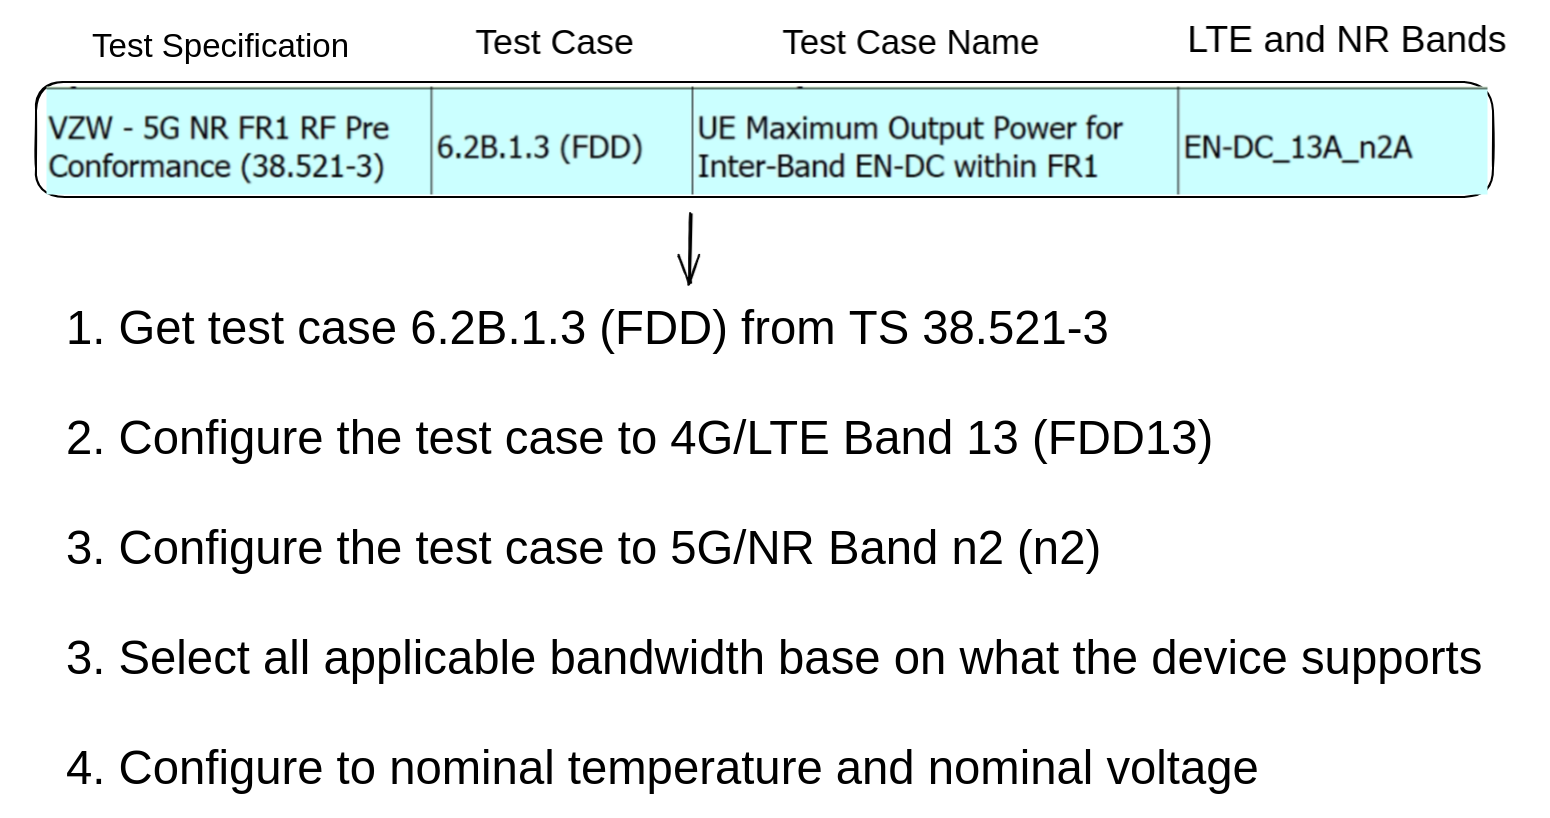 Test Specification
Test Case
Test Case Name
LTE and NR Bands
VZW - 5G NR FR1 RF Pre
Conformance (38.521-3)
6.2B.1.3 (FDD)
UE Maximum Output Power for
Inter-Band EN-DC within FR1
EN-DC_13A_n2A
1. Get test case 6.2B.1.3 (FDD) from TS 38.521-3
2. Configure the test case to 4G/LTE Band 13 (FDD13)
3. Configure the test case to 5G/NR Band n2 (n2)
3. Select all applicable bandwidth base on what the device supports
4. Configure to nominal temperature and nominal voltage